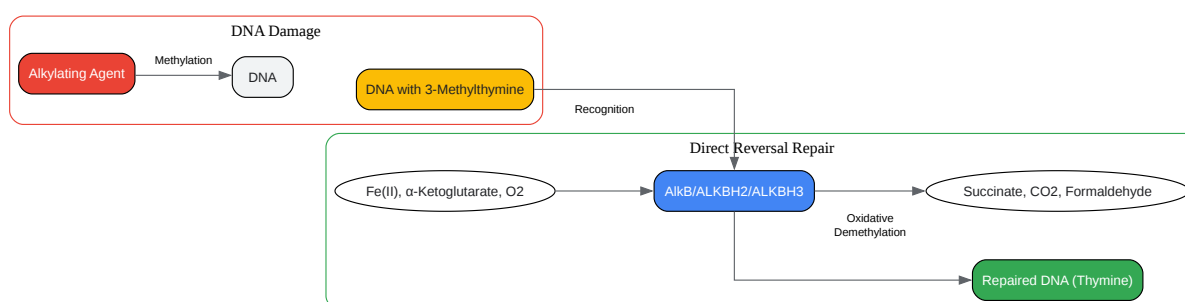 DNA Damage
Alkylating Agent
Methylation
DNA
DNA with 3-Methylthymine
Recognition
Direct Reversal Repair
Fe(II), α-Ketoglutarate, O2
AlkB/ALKBH2/ALKBH3
Succinate, CO2, Formaldehyde
Oxidative
Demethylation
Repaired DNA (Thymine)